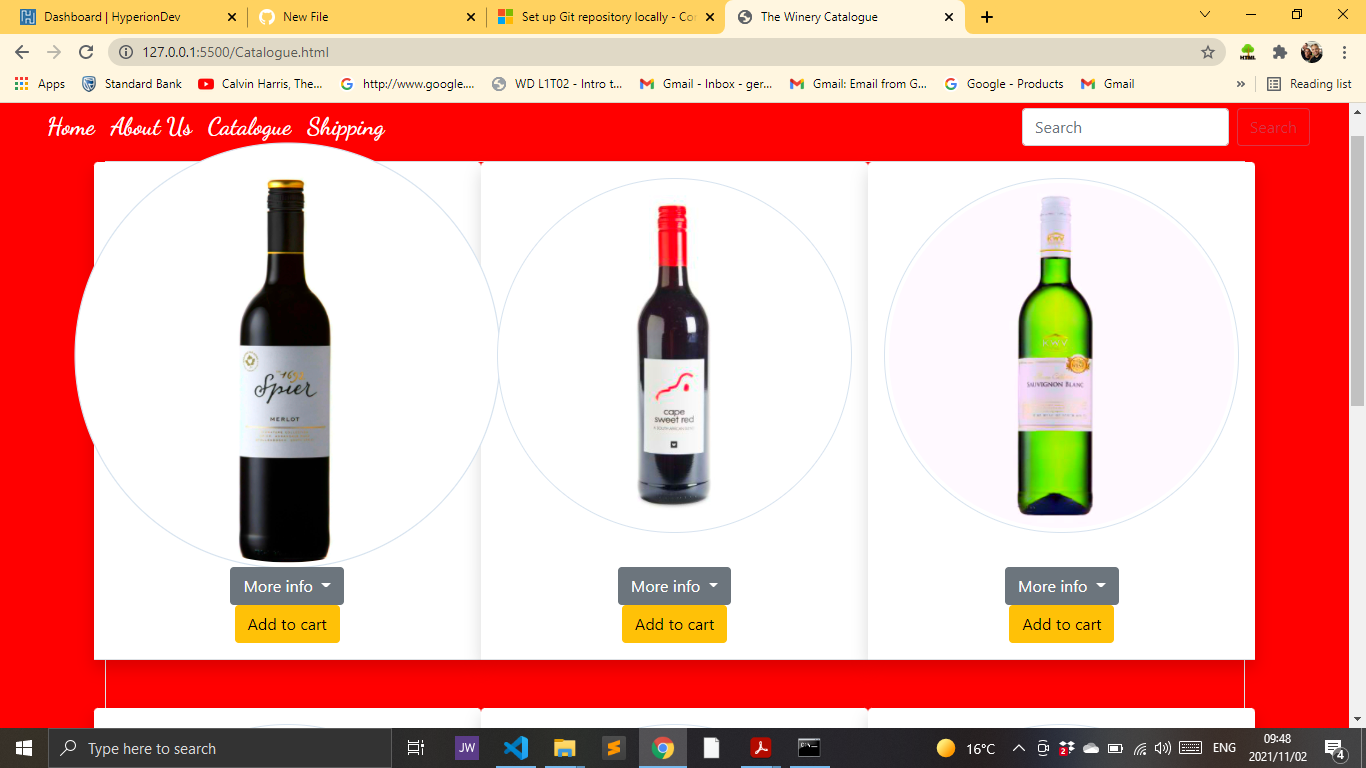 Dashboard | HyperionDev
New File
Set up Git repository locally - Co
The Winery Catalogue
127.0.0.1:5500/Catalogue.html
Apps
Standard Bank
Calvin Harris, The...
http://www.google....
WD L1T02 - Intro t...
Gmail - Inbox - ger...
Gmail: Email from G...
Google - Products
Gmail
»
Reading list
Home About Us Catalogue Shipping
Search
Search
Spier
MERLOT
cape
sweet red
SAUVIGNON BLANC
More info
More info
More info
Add to cart
Add to cart
Add to cart
Type here to search
JW
16°C
ENG
09:48
2021/11/02
4